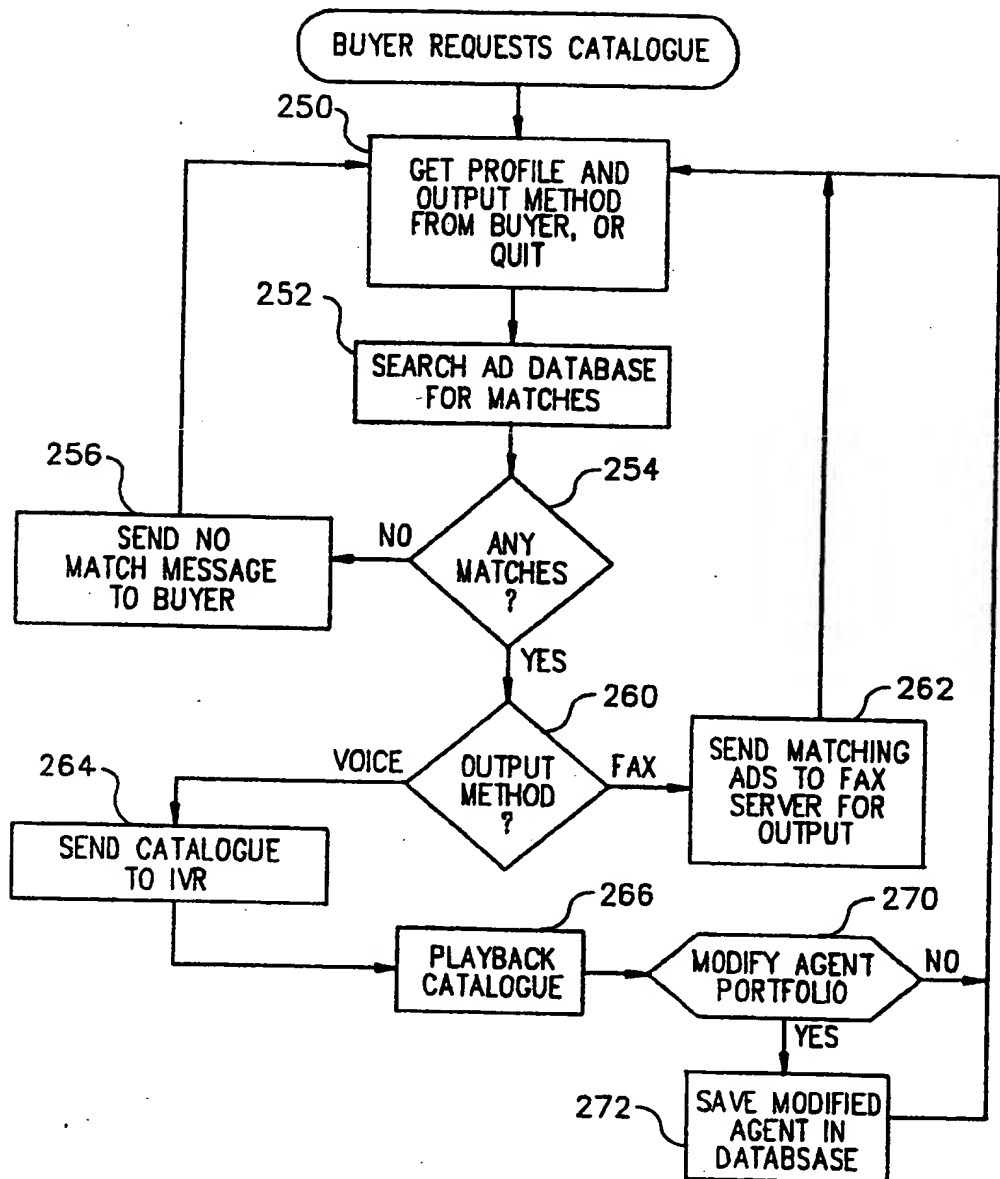 BUYER REQUESTS CATALOGUE
250
GET PROFILE AND
OUTPUT METHOD
FROM BUYER, OR
QUIT
252
SEARCH AD DATABASE
FOR MATCHES
256
254
SEND NO
MATCH MESSAGE
TO BUYER
NO
ANY
MATCHES
?
YES
260
262
264
VOICE
OUTPUT
METHOD
?
FAX
SEND MATCHING
ADS TO FAX
SERVER FOR
OUTPUT
SEND CATALOGUE
TO IVR
266
270
PLAYBACK
CATALOGUE
MODIFY AGENT
PORTFOLIO
NO
YES
272
SAVE MODIFIED
AGENT IN
DATABSASE